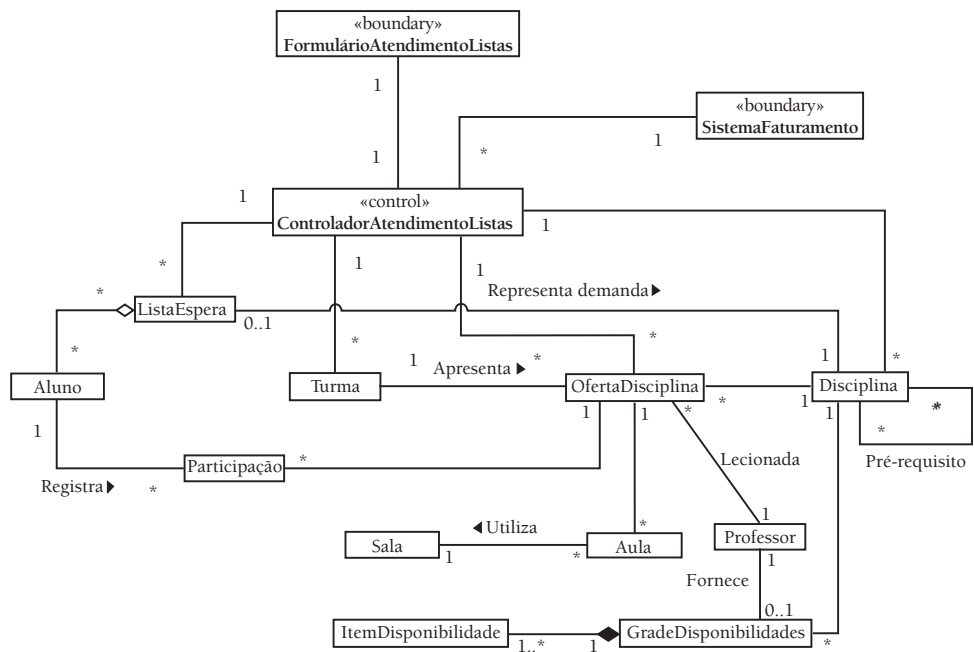 «boundary»
FormulárioAtendimentoListas
1
«boundary»
SistemaFaturamento
1
*
1
1
«control»
ControladorAtendimentoListas
1
1
1
*
Representa demanda▶
*
ListaEspera
0..1
*
*
1
*
*
1
Apresenta ▶
*
Aluno
Turma
OfertaDisciplina
Disciplina
1
1
*
*
1
1
*
*
1
Lecionada
Pré-requisito
Participação
*
Registra▶
*
◀Utiliza
*
1
Sala
1
*
Aula
Professor
1
Fornece
0..1
ItemDisponibilidade
GradeDisponibilidades
1..*
1
*